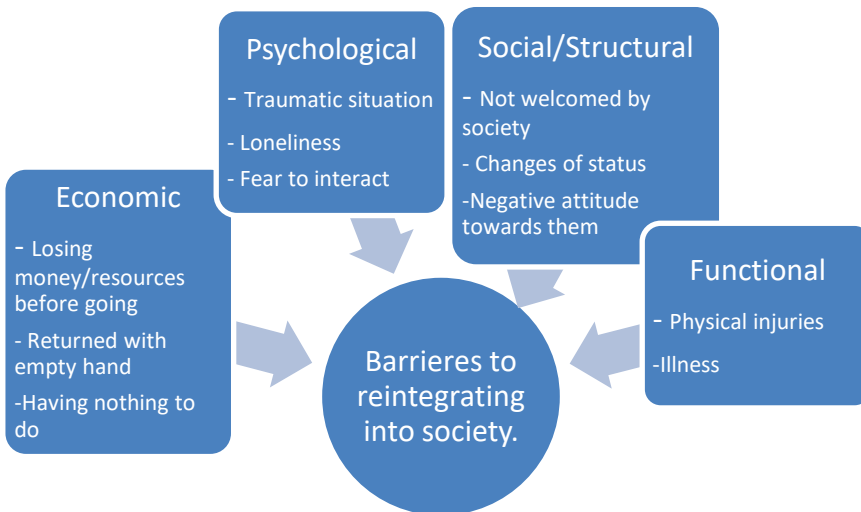 Psychological
- Traumatic situation
- Loneliness
- Fear to interact
Social/Structural
- Not welcomed by
society
- Changes of status
-Negative attitude
towards them
Economic
- Losing
money/resources
before going
- Returned with
empty hand
-Having nothing to
do
Functional
- Physical injuries
-Illness
Barrieres to
reintegrating
into society.